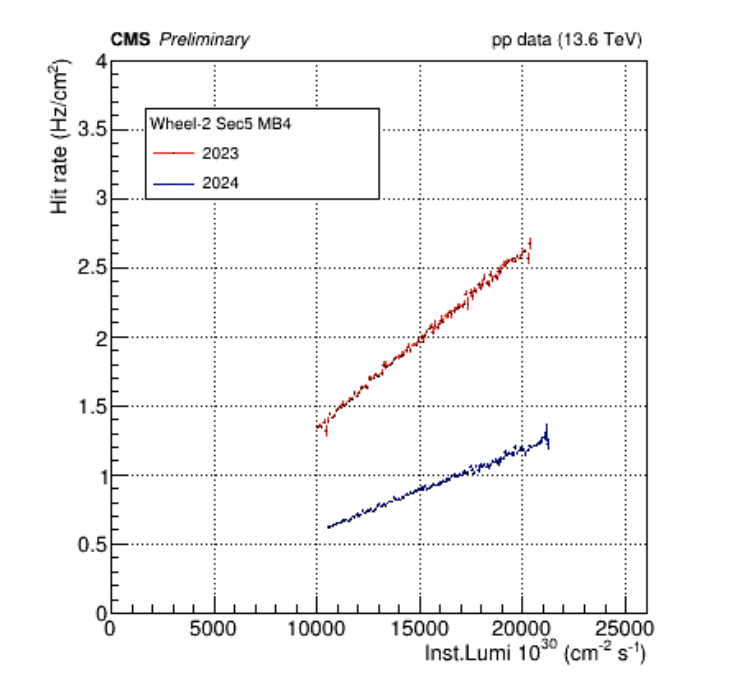 CMS Preliminary pp data (13.6 TeV)
Hit rate (Hz/cm²)
4
3.5
3
2.5
2
1.5
1
0.5
0
Wheel-2 Sec5 MB4
2023
2024
0 5000 10000 15000 20000 25000
Inst.Lumi 10³⁰ (cm⁻² s⁻¹)